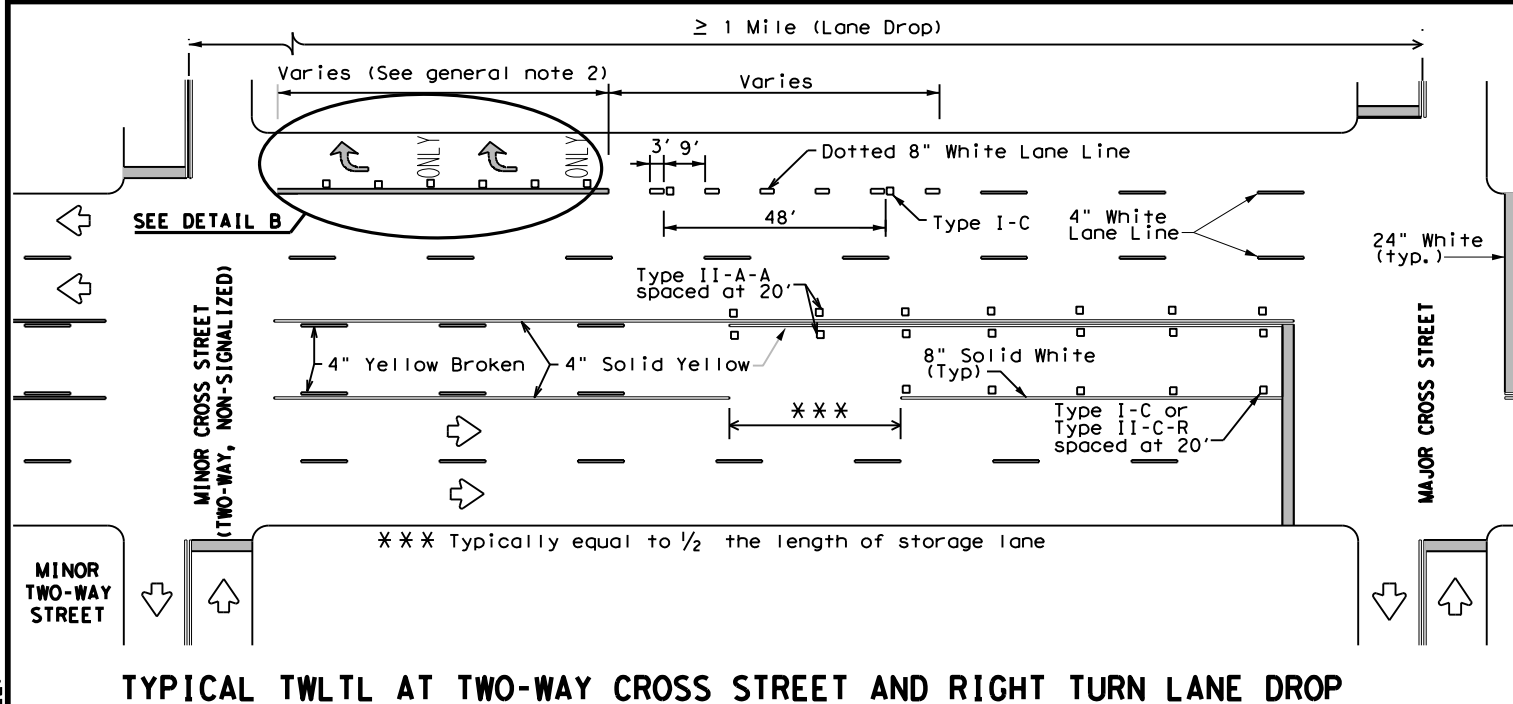 ≥ 1 Mile (Lane Drop)
Varies (See general note 2)
Varies
ONLY
ONLY
3' 9'
Dotted 8" White Lane Line
SEE DETAIL B
48'
Type I-C
4" White
Lane Line
24" White
(typ.)
MINOR CROSS STREET
(TWO-WAY, NON-SIGNALIZED)
Type II-A-A
spaced at 20'
4" Yellow Broken
4" Solid Yellow
8" Solid White
(Typ)
***
Type I-C or
Type II-C-R
spaced at 20'
MAJOR CROSS STREET
*** Typically equal to ½ the length of storage lane
MINOR
TWO-WAY
STREET
TYPICAL TWLTL AT TWO-WAY CROSS STREET AND RIGHT TURN LANE DROP